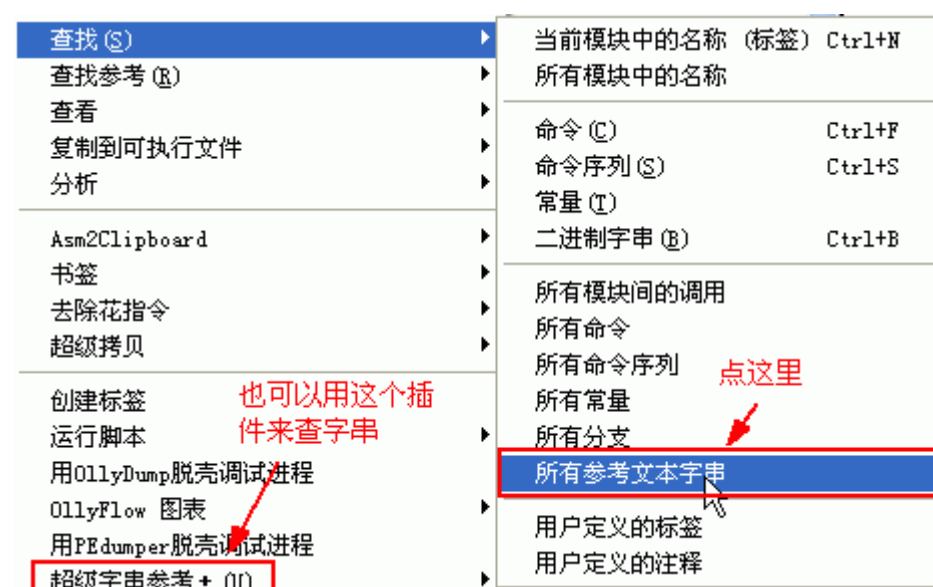 查找(S)
查找参考(R)
查看
复制到可执行文件
分析
Asm2Clipboard
书签
去除花指令
超级拷贝
创建标签
运行脚本
用OllyDump脱壳调试进程
OllyFlow 图表
用PEdumper脱壳调试进程
超级字串参考+
也可以用这个插
件来查字串
当前模块中的名称 (标签) Ctrl+N
所有模块中的名称
命令(C) Ctrl+F
命令序列(S) Ctrl+S
常量(T)
二进制字串(B) Ctrl+B
所有模块间的调用
所有命令
所有命令序列
所有常量
所有分支
所有参考文本字串
用户定义的标签
用户定义的注释
点这里